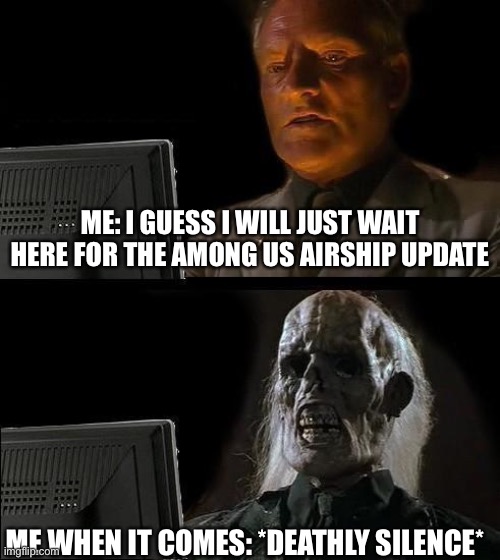 ME: I GUESS I WILL JUST WAIT
HERE FOR THE AMONG US AIRSHIP UPDATE
ME WHEN IT COMES: *DEATHLY SILENCE*
imgflip.com